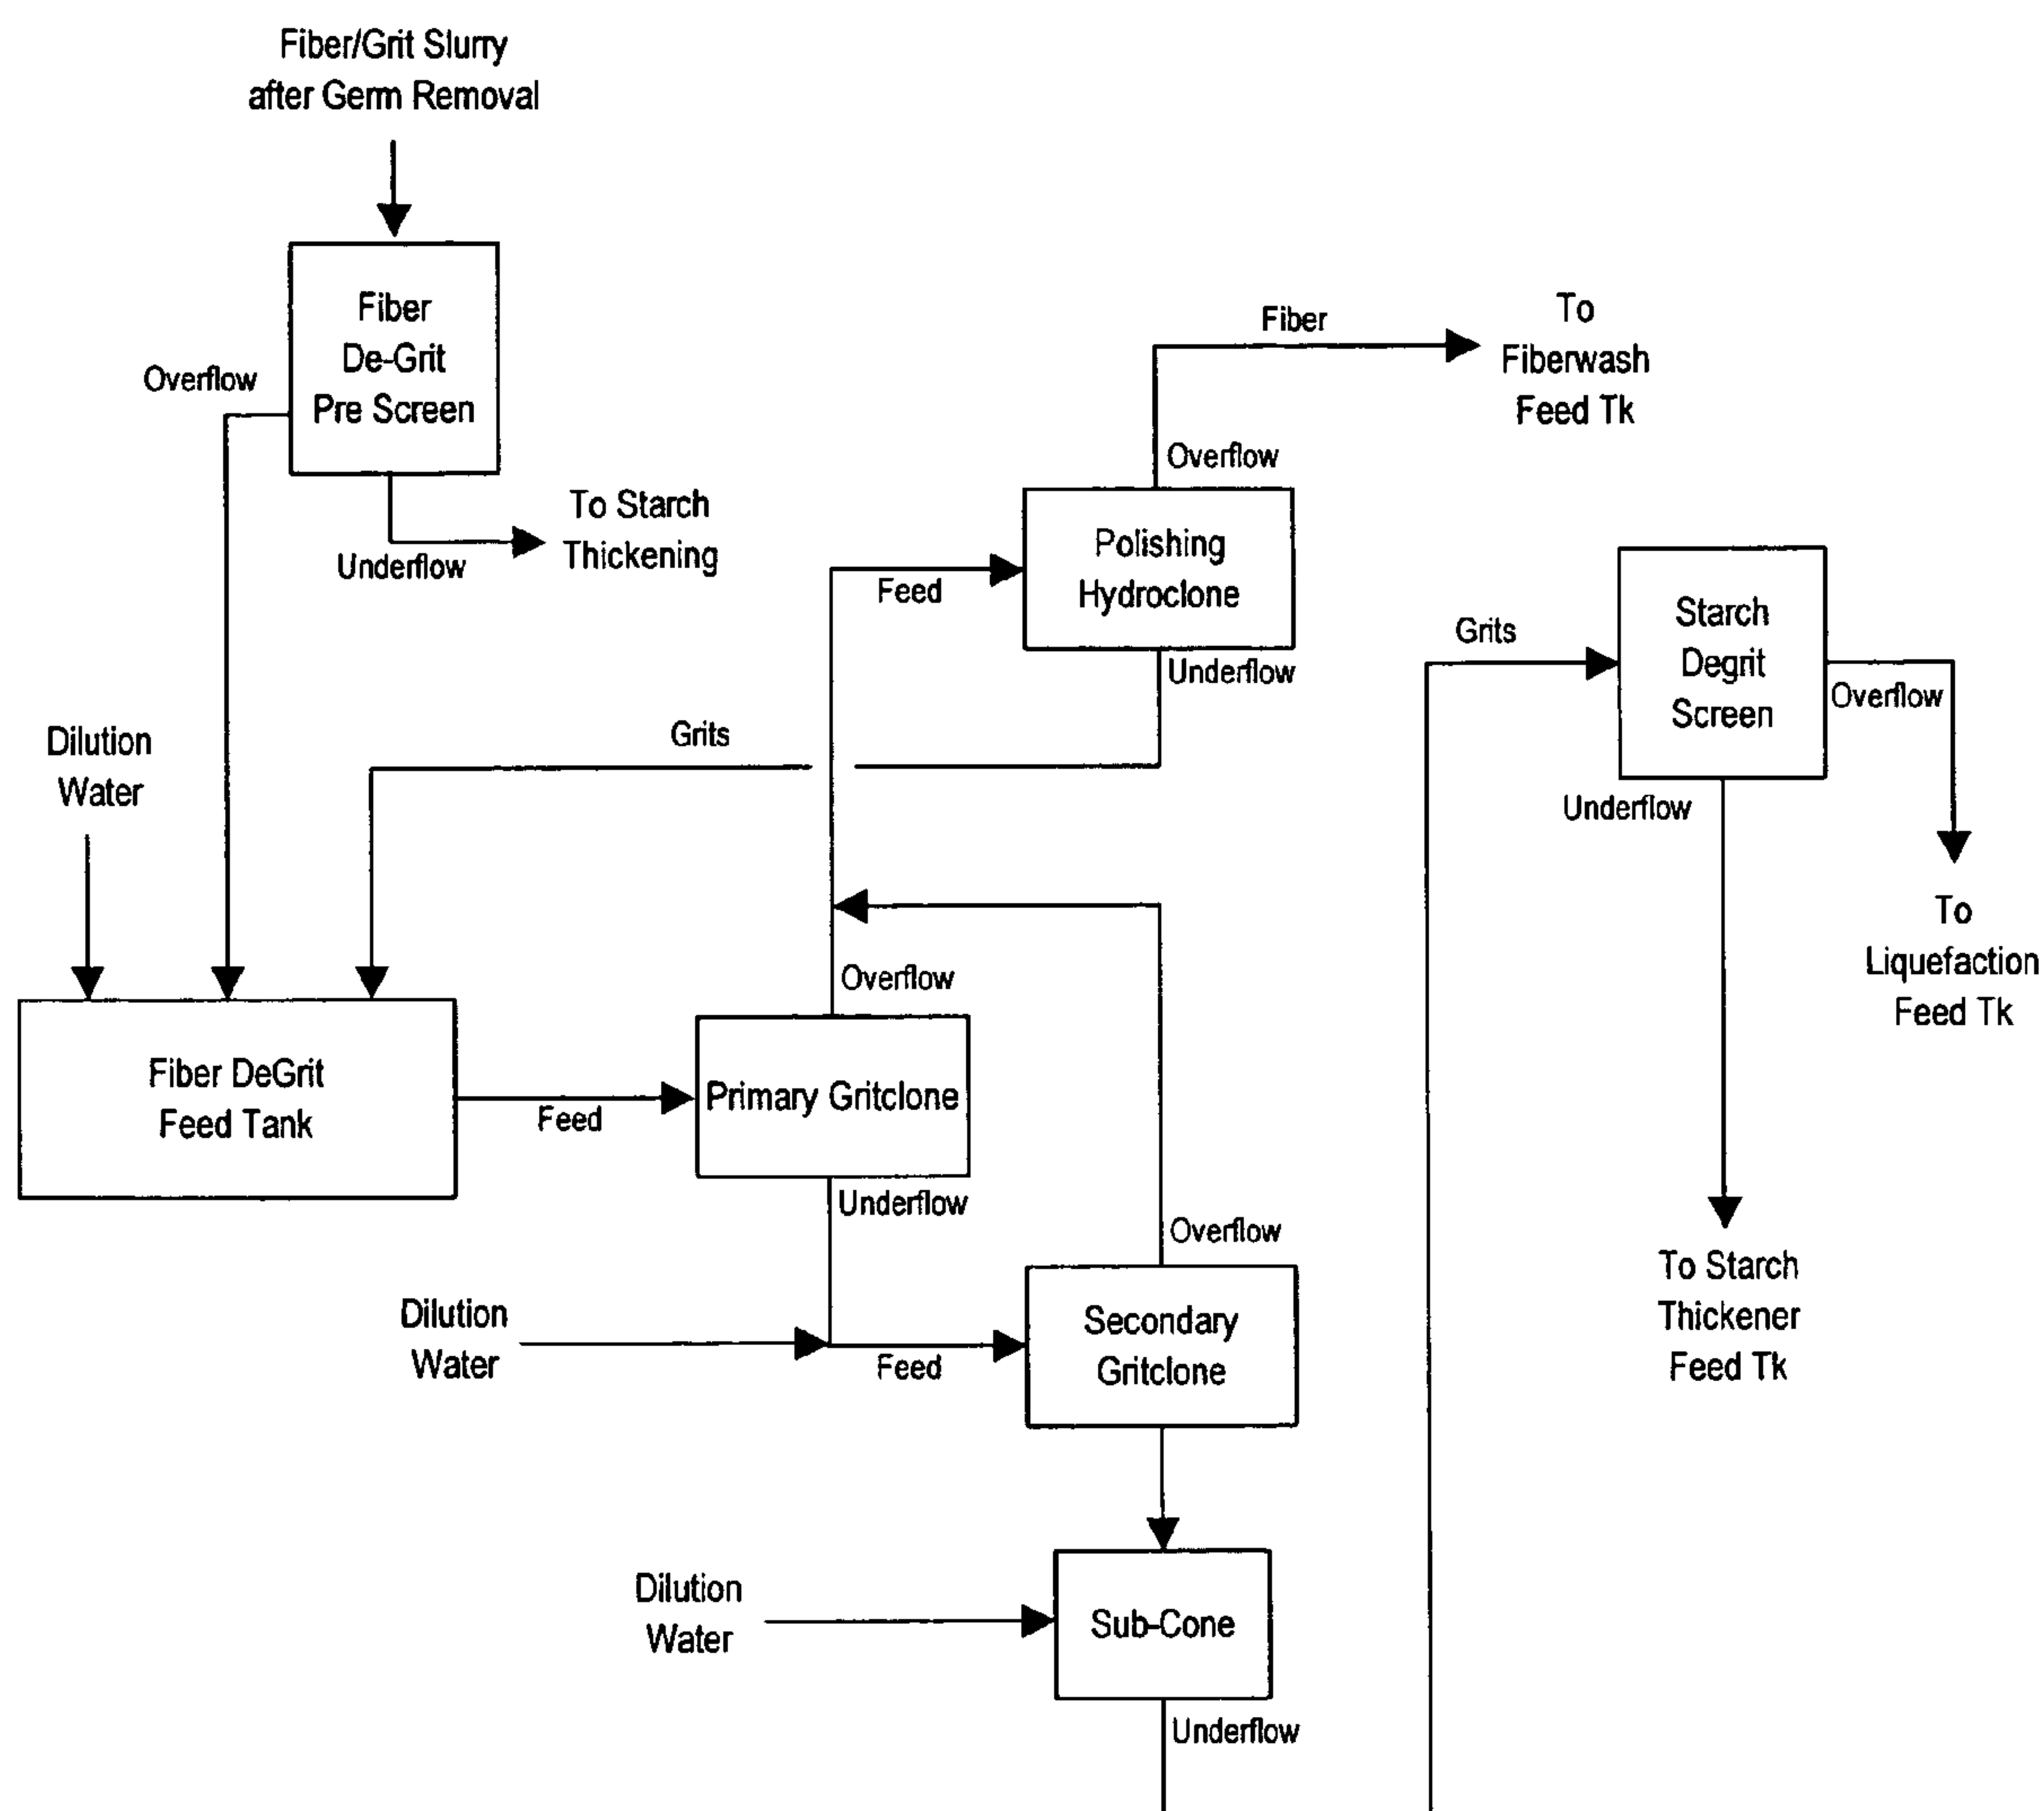 Fiber/Grit Slurry
after Germ Removal
Fiber
De-Grit
Pre Screen
Overflow
Underflow
To Starch
Thickening
Fiber
To
Fiberwash
Feed Tk
Overflow
Polishing
Hydroclone
Feed
Underflow
Grits
Grits
Starch
Degrit
Screen
Overflow
Underflow
Dilution
Water
To
Liquefaction
Feed Tk
Overflow
Fiber DeGrit
Feed Tank
Feed
Primary Gritclone
Underflow
Overflow
Dilution
Water
Feed
Secondary
Gritclone
To Starch
Thickener
Feed Tk
Dilution
Water
Sub-Cone
Underflow